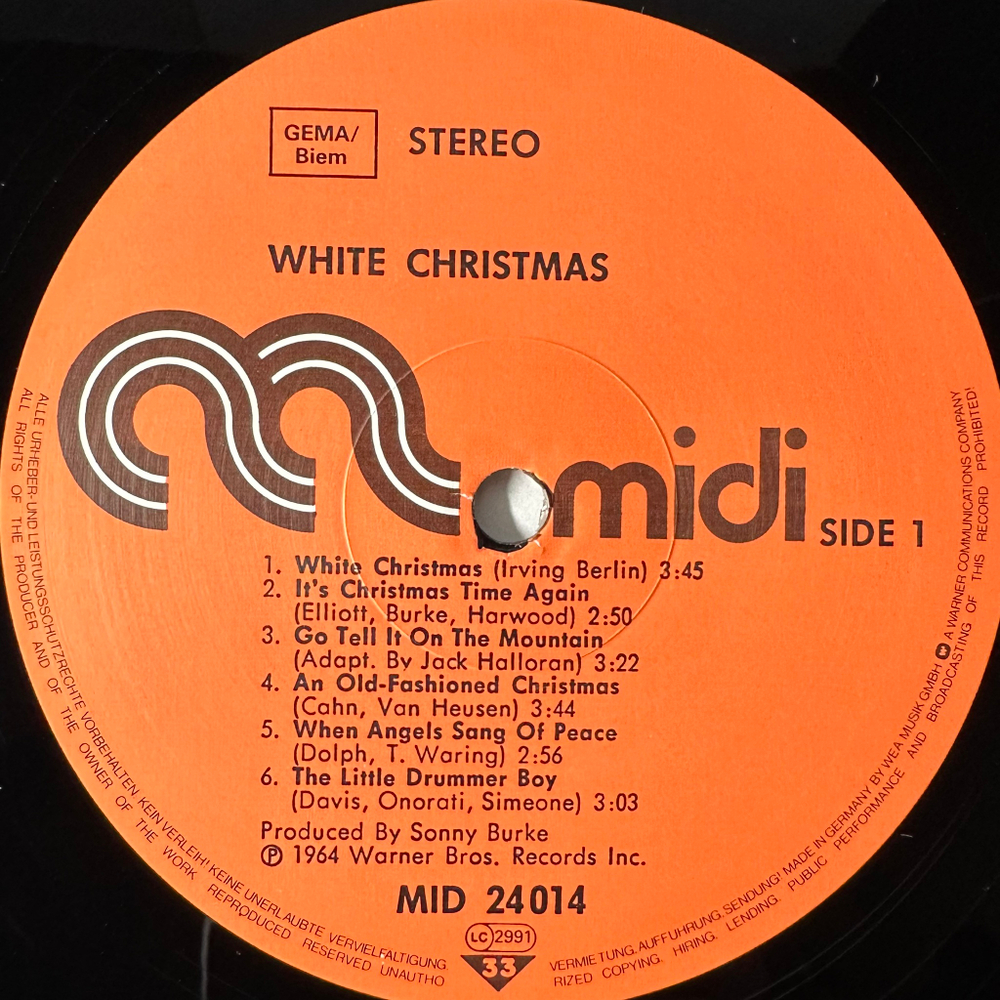 GEMA/
Biem
STEREO
WHITE CHRISTMAS
midi
SIDE 1
1. White Christmas (Irving Berlin) 3:45
2. It's Christmas Time Again
(Elliott, Burke, Harwood) 2:50
3. Go Tell It On The Mountain
(Adapt. By Jack Halloran) 3:22
4. An Old-Fashioned Christmas
(Cahn, Van Heusen) 3:44
5. When Angels Sang Of Peace
(Dolph, T. Waring) 2:56
6. The Little Drummer Boy
(Davis, Onorati, Simeone) 3:03
Produced By Sonny Burke
Ⓟ 1964 Warner Bros. Records Inc.
MID 24014
LC 2991
33
ALLE URHEBER- UND LEISTUNGSSCHUTZRECHTE VORBEHALTEN KEIN VERLEIH! KEINE UNERLAUBTE VERVIELFÄLTIGUNG, VERMIETUNG, AUFFÜHRUNG, SENDUNG! MADE IN GERMANY BY WEA MUSIK GMBH A WARNER COMMUNICATIONS COMPANY
ALL RIGHTS OF THE PRODUCER AND OF THE OWNER OF THE WORK REPRODUCED RESERVED UNAUTHORIZED COPYING, HIRING, LENDING, PUBLIC PERFORMANCE AND BROADCASTING OF THIS RECORD PROHIBITED!